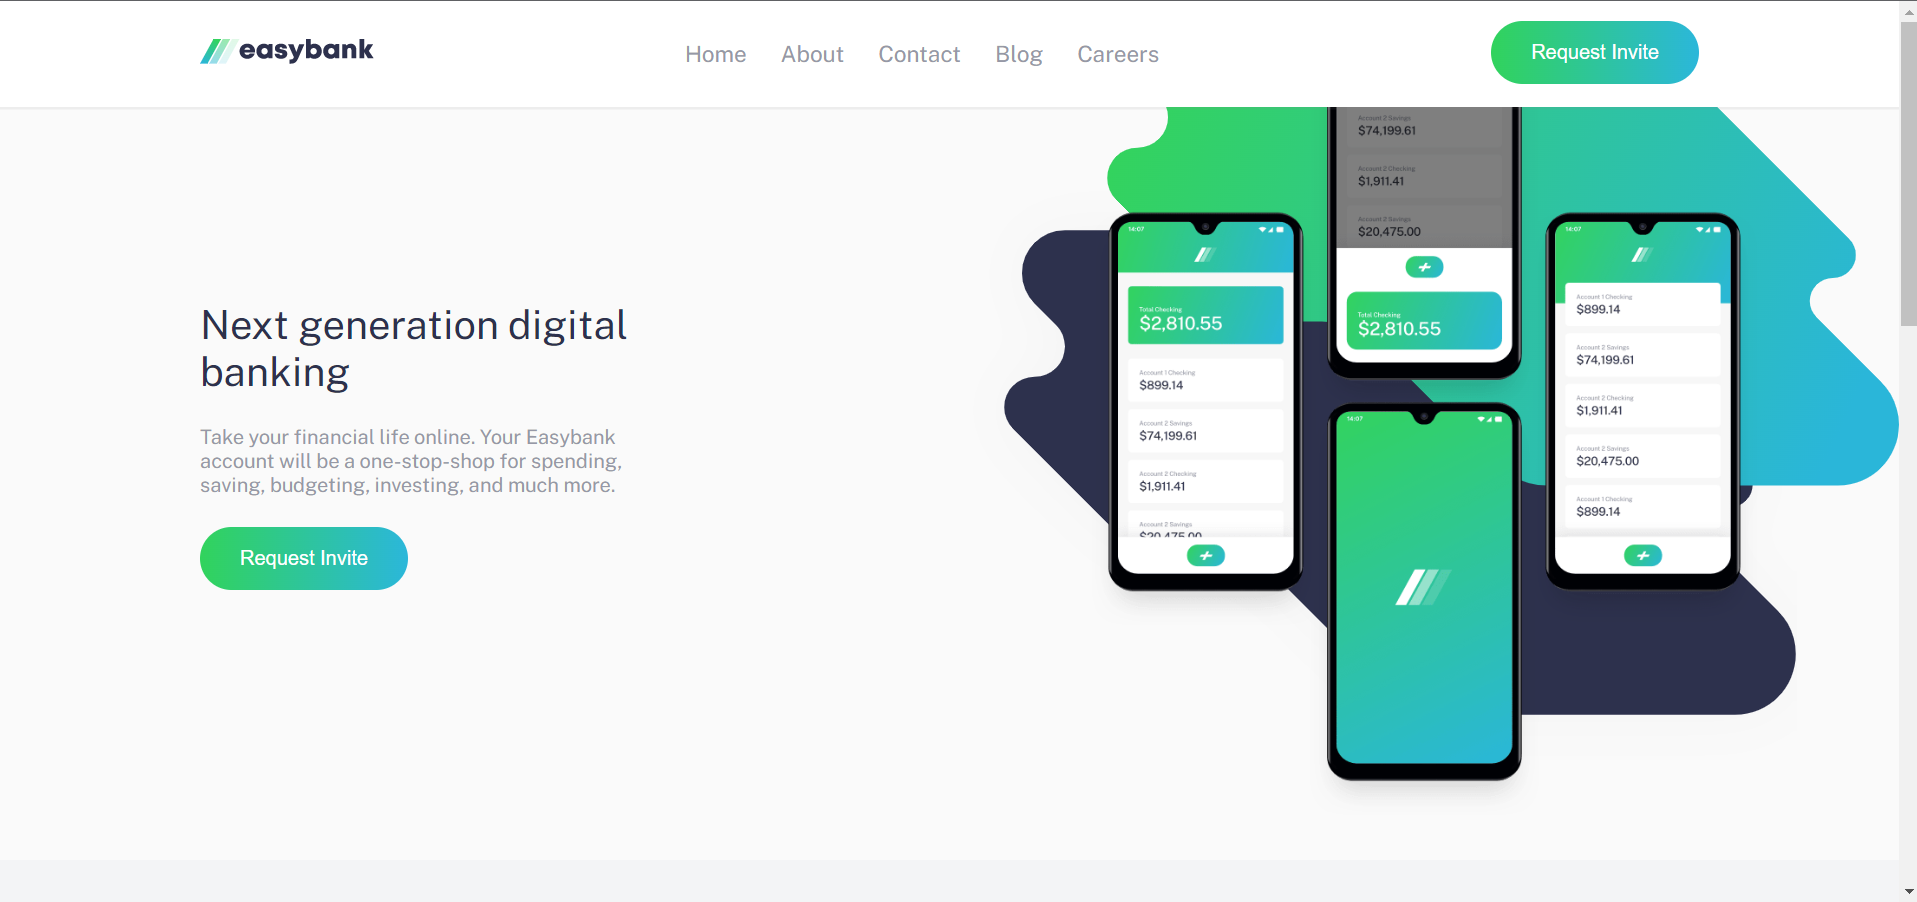 easybank
Home About Contact Blog Careers
Request Invite
Next generation digital
banking
Take your financial life online. Your Easybank
account will be a one-stop-shop for spending,
saving, budgeting, investing, and much more.
Request Invite
14:07
Total Checking
$2,810.55
Account 1 Checking
$899.14
Account 2 Savings
$74,199.61
Account 2 Checking
$1,911.41
Account 2 Savings
$20,475.00
Account 2 Savings
$74,199.61
Account 2 Checking
$1,911.41
Account 2 Savings
$20,475.00
Total Checking
$2,810.55
14:07
14:07
Account 1 Checking
$899.14
Account 2 Savings
$74,199.61
Account 2 Checking
$1,911.41
Account 2 Savings
$20,475.00
Account 1 Checking
$899.14